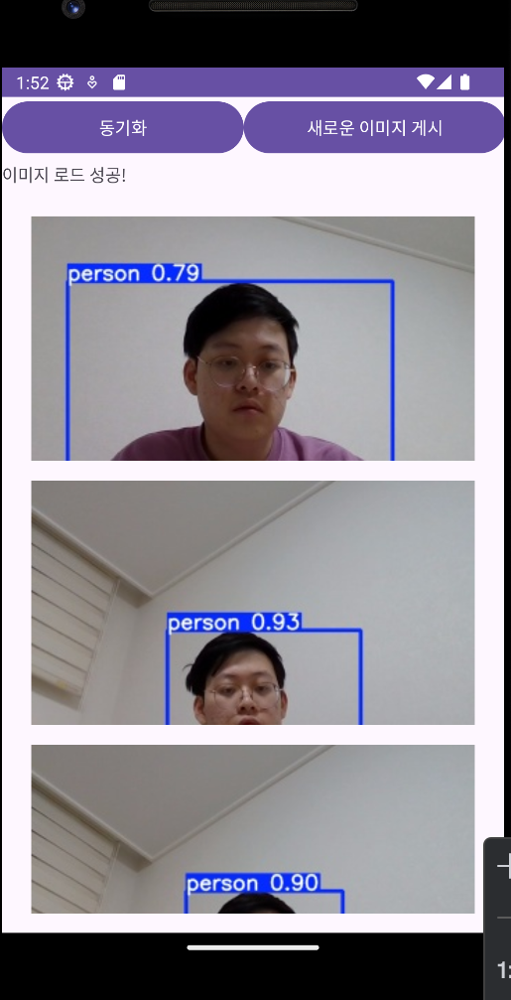 1:52
동기화 새로운 이미지 게시
이미지 로드 성공!
person 0.79
person 0.93
person 0.90